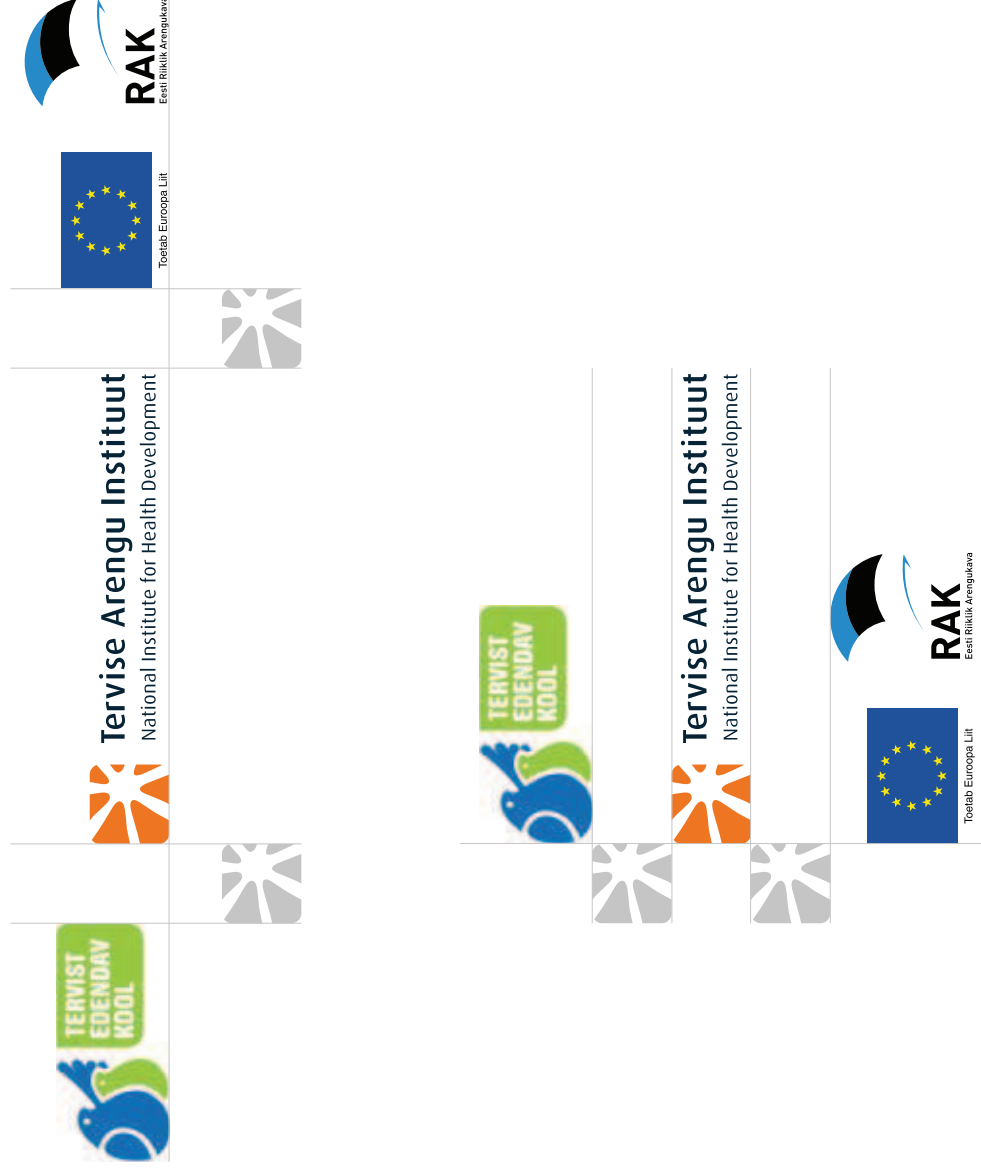 TERVIST
EDENDAV
KOOL
Tervise Arengu Instituut
National Institute for Health Development
Toetab Euroopa Liit
RAK
Eesti Riiklik Arengukava
TERVIST
EDENDAV
KOOL
Tervise Arengu Instituut
National Institute for Health Development
Toetab Euroopa Liit
RAK
Eesti Riiklik Arengukava